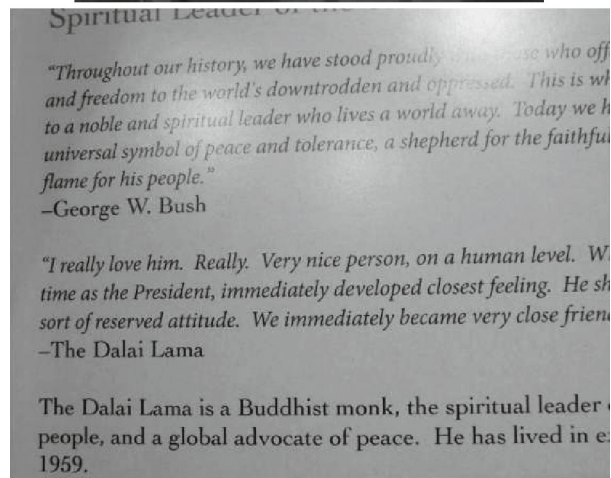 Spiritual Leader of the
"Throughout our history, we have stood proudly who off
and freedom to the world's downtrodden and oppressed. This is wh
to a noble and spiritual leader who lives a world away. Today we h
universal symbol of peace and tolerance, a shepherd for the faithful
flame for his people."
–George W. Bush
"I really love him. Really. Very nice person, on a human level. W
time as the President, immediately developed closest feeling. He sh
sort of reserved attitude. We immediately became very close frien
–The Dalai Lama
The Dalai Lama is a Buddhist monk, the spiritual leader
people, and a global advocate of peace. He has lived in e
1959.